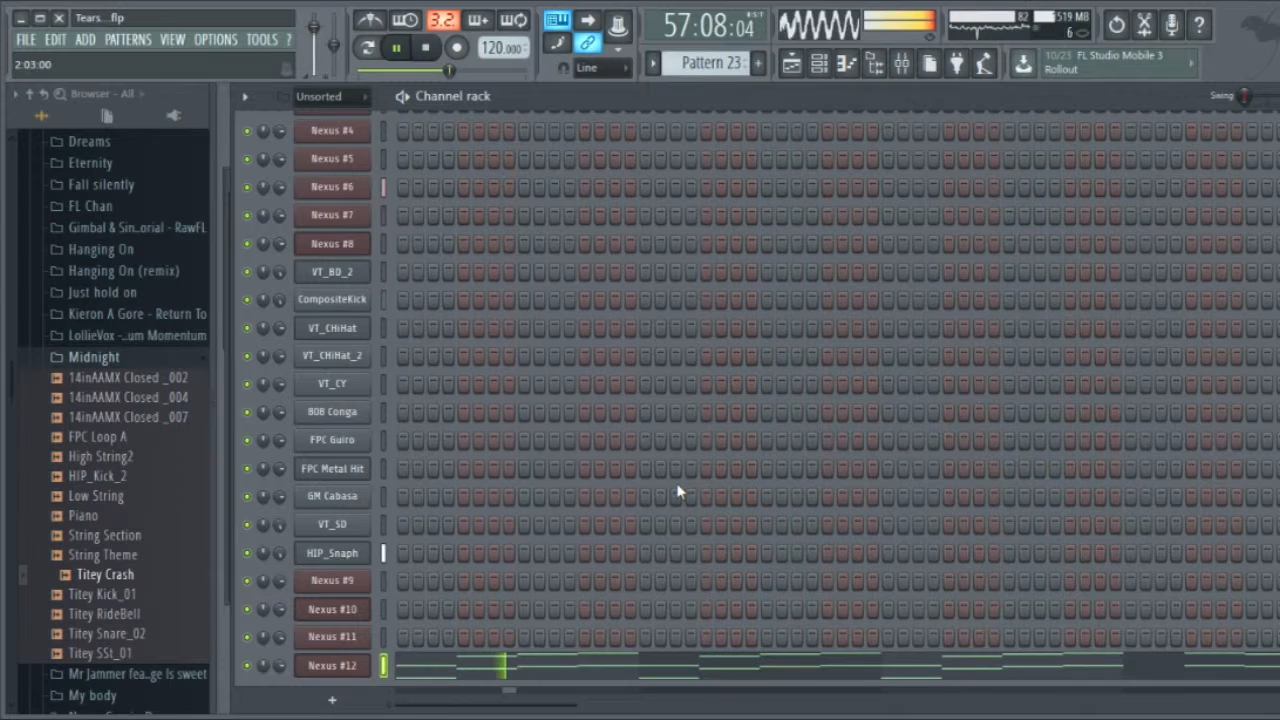 Tears...flp
FILE EDIT ADD PATTERNS VIEW OPTIONS TOOLS ?
2:03:00
3.2
120.000
Line
57:08:04
Pattern 23
82
519 MB
6
10/23 FL Studio Mobile 3
Rollout
Browser - All
Unsorted
Channel rack
Swing
Dreams
Eternity
Fall silently
FL Chan
Gimbal & Sin..orial - RawFL
Hanging On
Hanging On (remix)
Just hold on
Kieron A Gore - Return To
LollieVox -...um Momentum
Midnight
14inAAMX Closed _002
14inAAMX Closed _004
14inAAMX Closed _007
FPC Loop A
High String2
HIP_Kick_2
Low String
Piano
String Section
String Theme
Titey Crash
Titey Kick_01
Titey RideBell
Titey Snare_02
Titey SSt_01
Mr Jammer fea..ge Is sweet
My body
Nexus #4
Nexus #5
Nexus #6
Nexus #7
Nexus #8
VT_BD_2
CompositeKick
VT_CHiHat
VT_CHiHat_2
VT_CY
808 Conga
FPC Guiro
FPC Metal Hit
GM Cabasa
VT_SD
HIP_Snaph
Nexus #9
Nexus #10
Nexus #11
Nexus #12
+